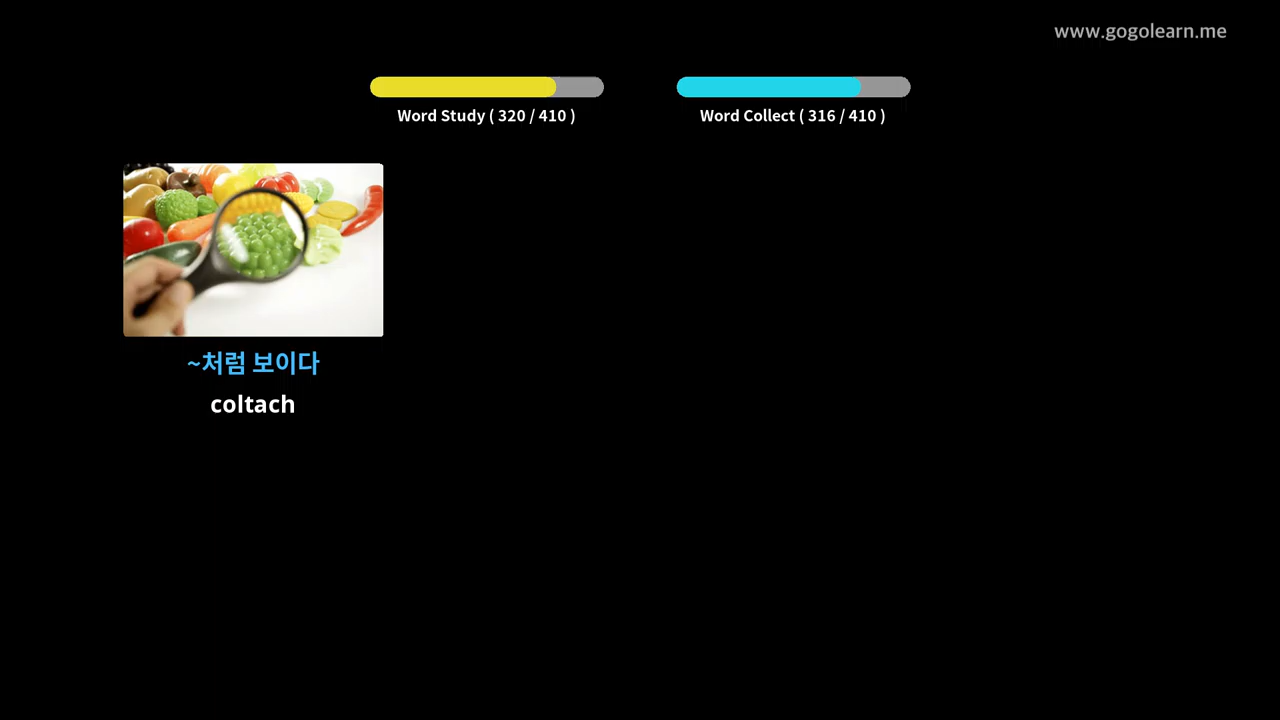 www.gogolearn.me
Word Study ( 320 / 410 )
Word Collect ( 316 / 410 )
~처럼 보이다
coltach